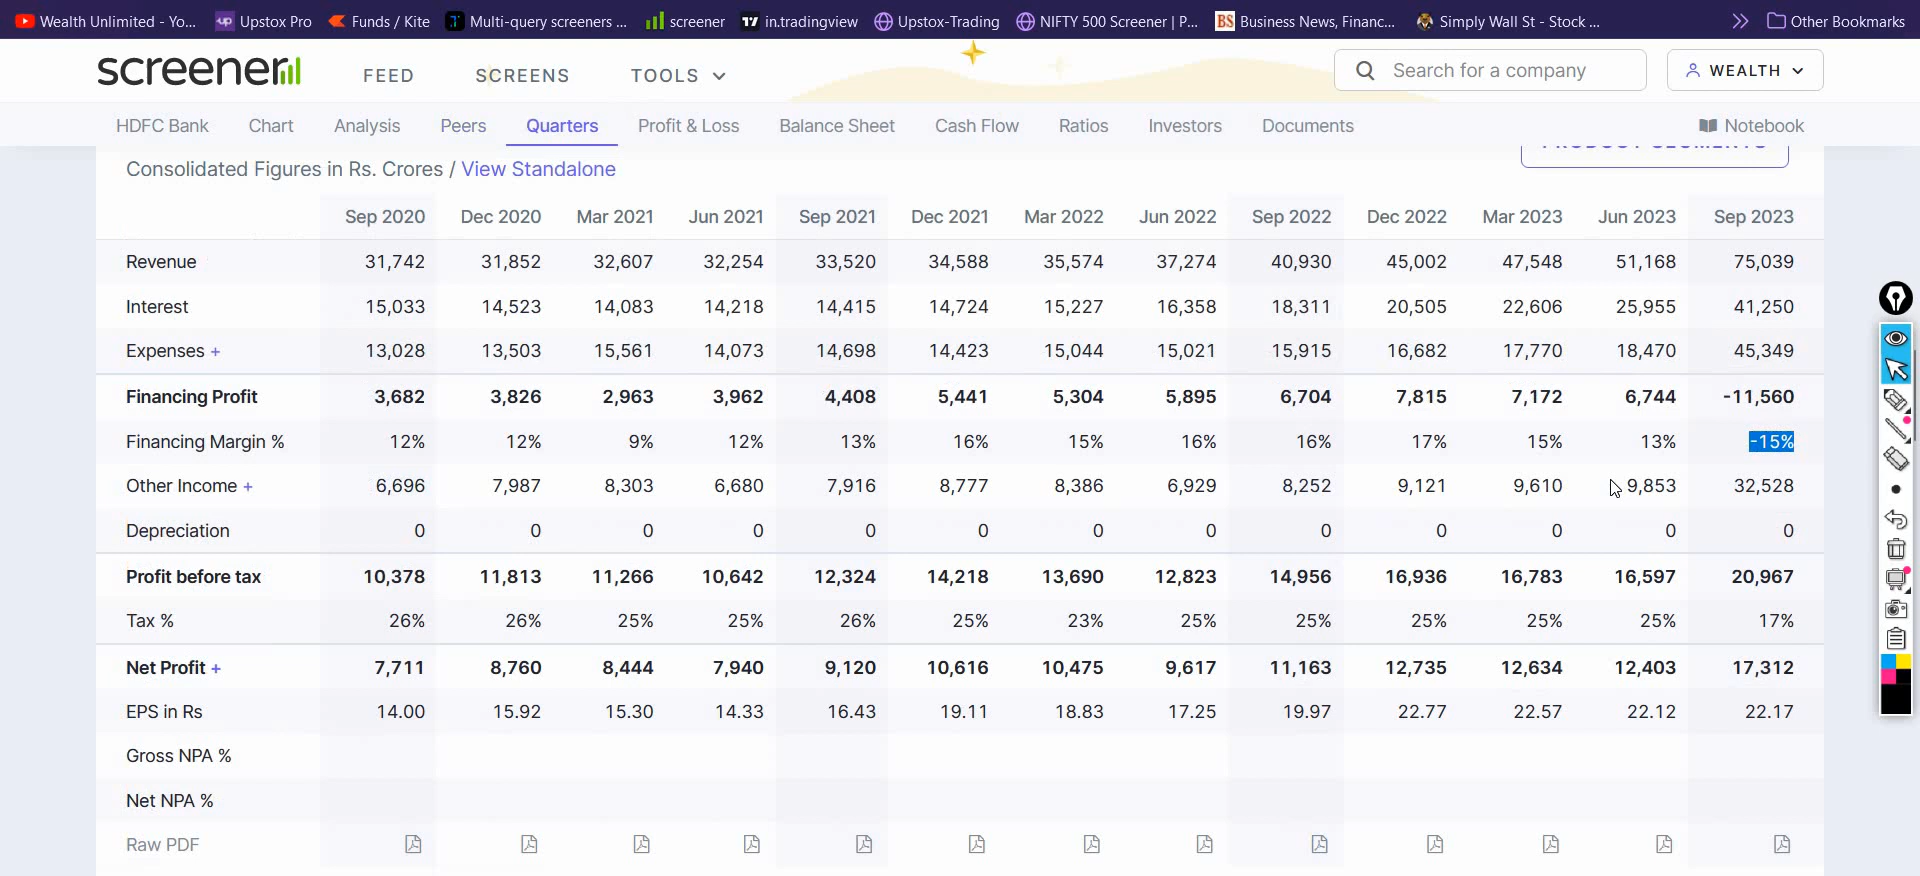 Wealth Unlimited - Yo...  up Upstox Pro  Funds / Kite  Multi-query screeners ...  screener  in.tradingview  Upstox-Trading  NIFTY 500 Screener | P...  BS Business News, Financ...  Simply Wall St - Stock ...  Other Bookmarks
screener FEED SCREENS TOOLS Search for a company WEALTH
HDFC Bank Chart Analysis Peers Quarters Profit & Loss Balance Sheet Cash Flow Ratios Investors Documents Notebook
PRODUCT SEGMENTS
Consolidated Figures in Rs. Crores / View Standalone
Sep 2020 Dec 2020 Mar 2021 Jun 2021 Sep 2021 Dec 2021 Mar 2022 Jun 2022 Sep 2022 Dec 2022 Mar 2023 Jun 2023 Sep 2023
Revenue 31,742 31,852 32,607 32,254 33,520 34,588 35,574 37,274 40,930 45,002 47,548 51,168 75,039
Interest 15,033 14,523 14,083 14,218 14,415 14,724 15,227 16,358 18,311 20,505 22,606 25,955 41,250
Expenses + 13,028 13,503 15,561 14,073 14,698 14,423 15,044 15,021 15,915 16,682 17,770 18,470 45,349
Financing Profit 3,682 3,826 2,963 3,962 4,408 5,441 5,304 5,895 6,704 7,815 7,172 6,744 -11,560
Financing Margin % 12% 12% 9% 12% 13% 16% 15% 16% 16% 17% 15% 13% -15%
Other Income + 6,696 7,987 8,303 6,680 7,916 8,777 8,386 6,929 8,252 9,121 9,610 9,853 32,528
Depreciation 0 0 0 0 0 0 0 0 0 0 0 0 0
Profit before tax 10,378 11,813 11,266 10,642 12,324 14,218 13,690 12,823 14,956 16,936 16,783 16,597 20,967
Tax % 26% 26% 25% 25% 26% 25% 23% 25% 25% 25% 25% 25% 17%
Net Profit + 7,711 8,760 8,444 7,940 9,120 10,616 10,475 9,617 11,163 12,735 12,634 12,403 17,312
EPS in Rs 14.00 15.92 15.30 14.33 16.43 19.11 18.83 17.25 19.97 22.77 22.57 22.12 22.17
Gross NPA %
Net NPA %
Raw PDF